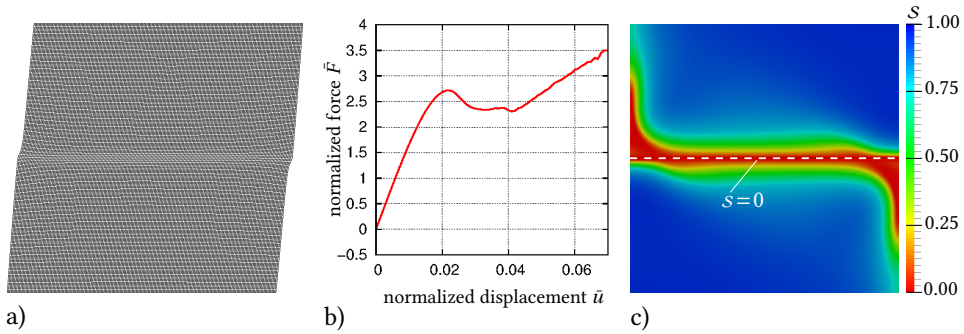 4
3.5
3
2.5
2
1.5
1
0.5
0
−0.5
0 0.02 0.04 0.06
normalized force F̄
normalized displacement ū
s
1.00
0.75
0.50
0.25
0.00
s=0
a)
b)
c)